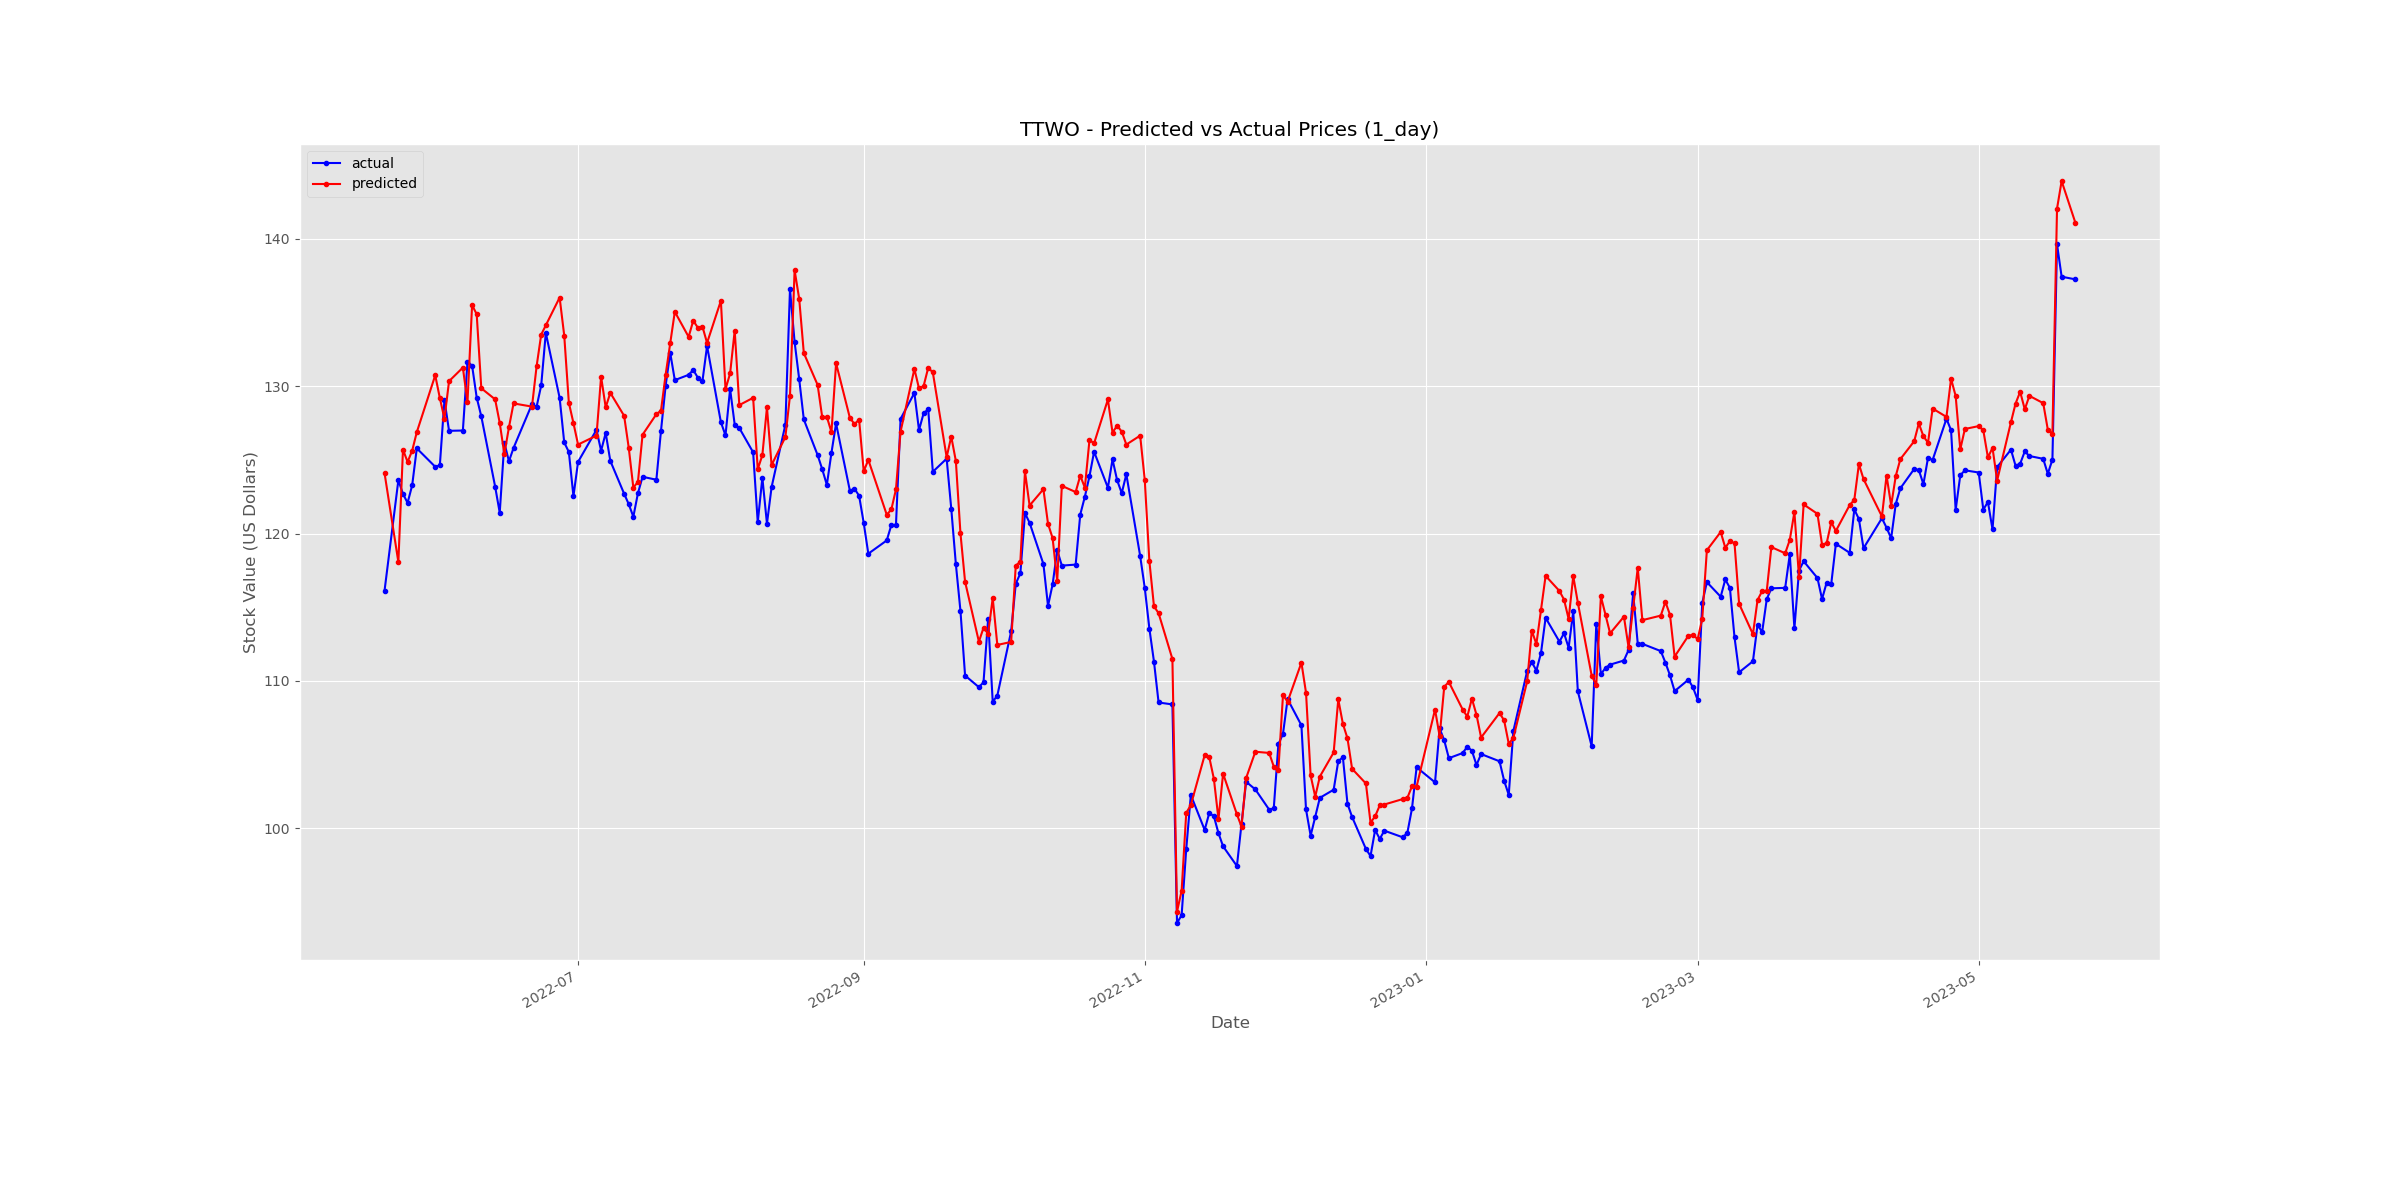 TTWO - Predicted vs Actual Prices (1_day)
actual
predicted
140
130
120
110
100
Stock Value (US Dollars)
2022-07
2022-09
2022-11
2023-01
2023-03
2023-05
Date